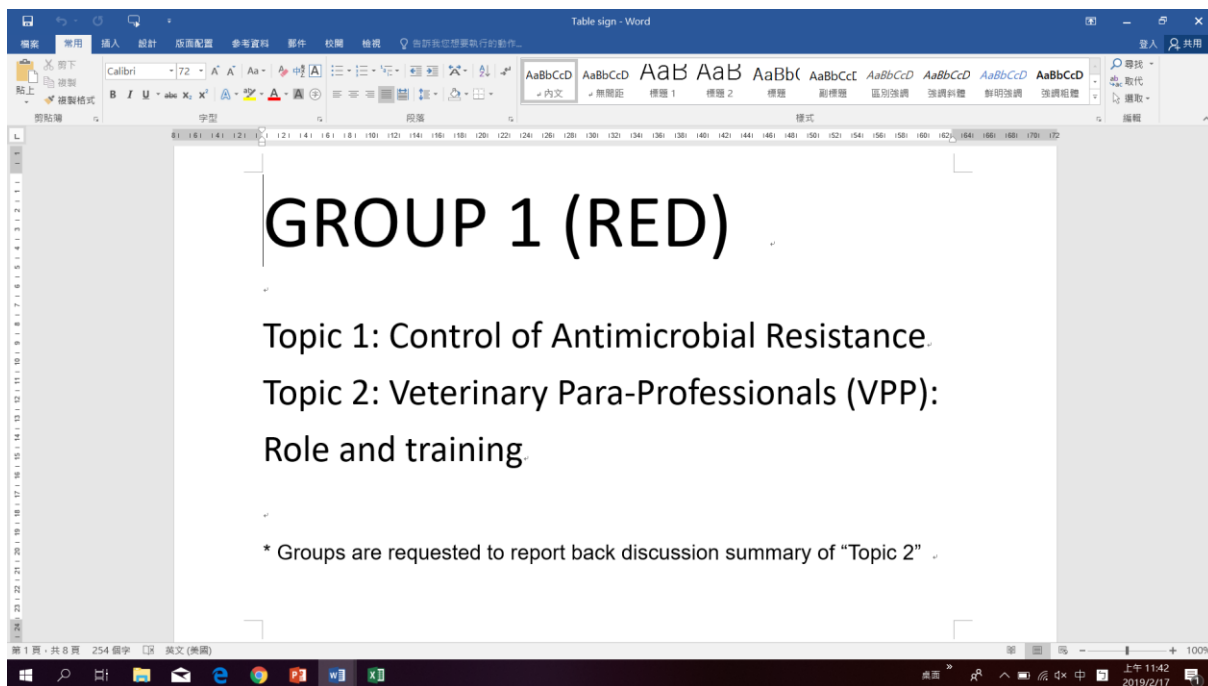 Table sign - Word
檔案 常用 插入 設計 版面配置 參考資料 郵件 校閱 檢視 告訴我您想要執行的動作... 登入 共用
貼上 剪下 複製 複製格式
剪貼簿
Calibri 72
字型
段落
AaBbCcD AaBbCcD AaB AaB AaBb( AaBbCcE AaBbCcD AaBbCcD AaBbCcD AaBbCcD
內文 無間距 標題 1 標題 2 標題 副標題 區別強調 強調斜體 鮮明強調 強調粗體
樣式
尋找
取代
選取
編輯
GROUP 1 (RED)
Topic 1: Control of Antimicrobial Resistance
Topic 2: Veterinary Para-Professionals (VPP):
Role and training
* Groups are requested to report back discussion summary of “Topic 2”
第 1 頁，共 8 頁 254 個字 英文 (美國) 100%
桌面 中 上午 11:42
2019/2/17